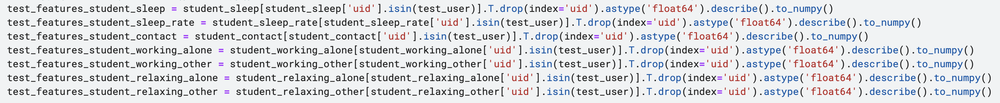 test_features_student_sleep = student_sleep[student_sleep['uid'].isin(test_user)].T.drop(index='uid').astype('float64').describe().to_numpy()
test_features_student_sleep_rate = student_sleep_rate[student_sleep_rate['uid'].isin(test_user)].T.drop(index='uid').astype('float64').describe().to_numpy()
test_features_student_contact = student_contact[student_contact['uid'].isin(test_user)].T.drop(index='uid').astype('float64').describe().to_numpy()
test_features_student_working_alone = student_working_alone[student_working_alone['uid'].isin(test_user)].T.drop(index='uid').astype('float64').describe().to_numpy()
test_features_student_working_other = student_working_other[student_working_other['uid'].isin(test_user)].T.drop(index='uid').astype('float64').describe().to_numpy()
test_features_student_relaxing_alone = student_relaxing_alone[student_relaxing_alone['uid'].isin(test_user)].T.drop(index='uid').astype('float64').describe().to_numpy()
test_features_student_relaxing_other = student_relaxing_other[student_relaxing_other['uid'].isin(test_user)].T.drop(index='uid').astype('float64').describe().to_numpy()